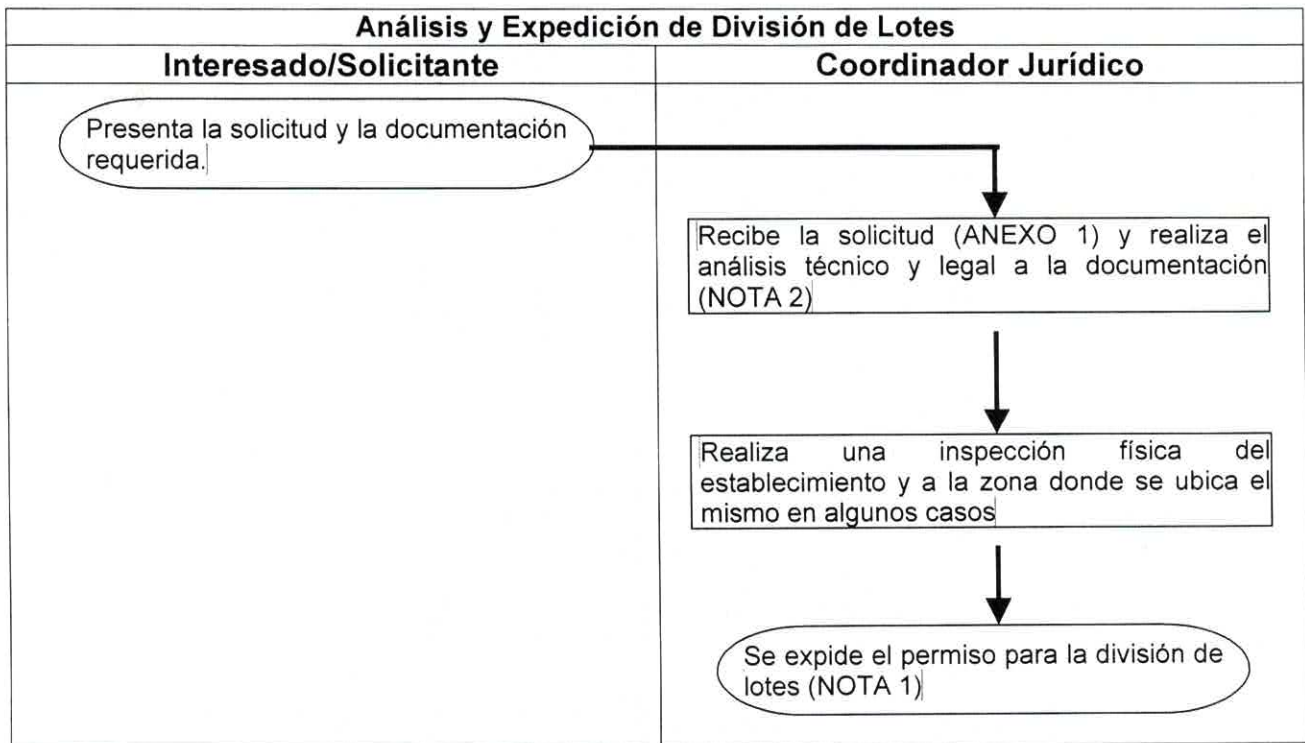 Análisis y Expedición de División de Lotes
Interesado/Solicitante
Coordinador Jurídico
Presenta la solicitud y la documentación
requerida.
Recibe la solicitud (ANEXO 1) y realiza el
análisis técnico y legal a la documentación
(NOTA 2)
Realiza una inspección física del
establecimiento y a la zona donde se ubica el
mismo en algunos casos
Se expide el permiso para la división de
lotes (NOTA 1)